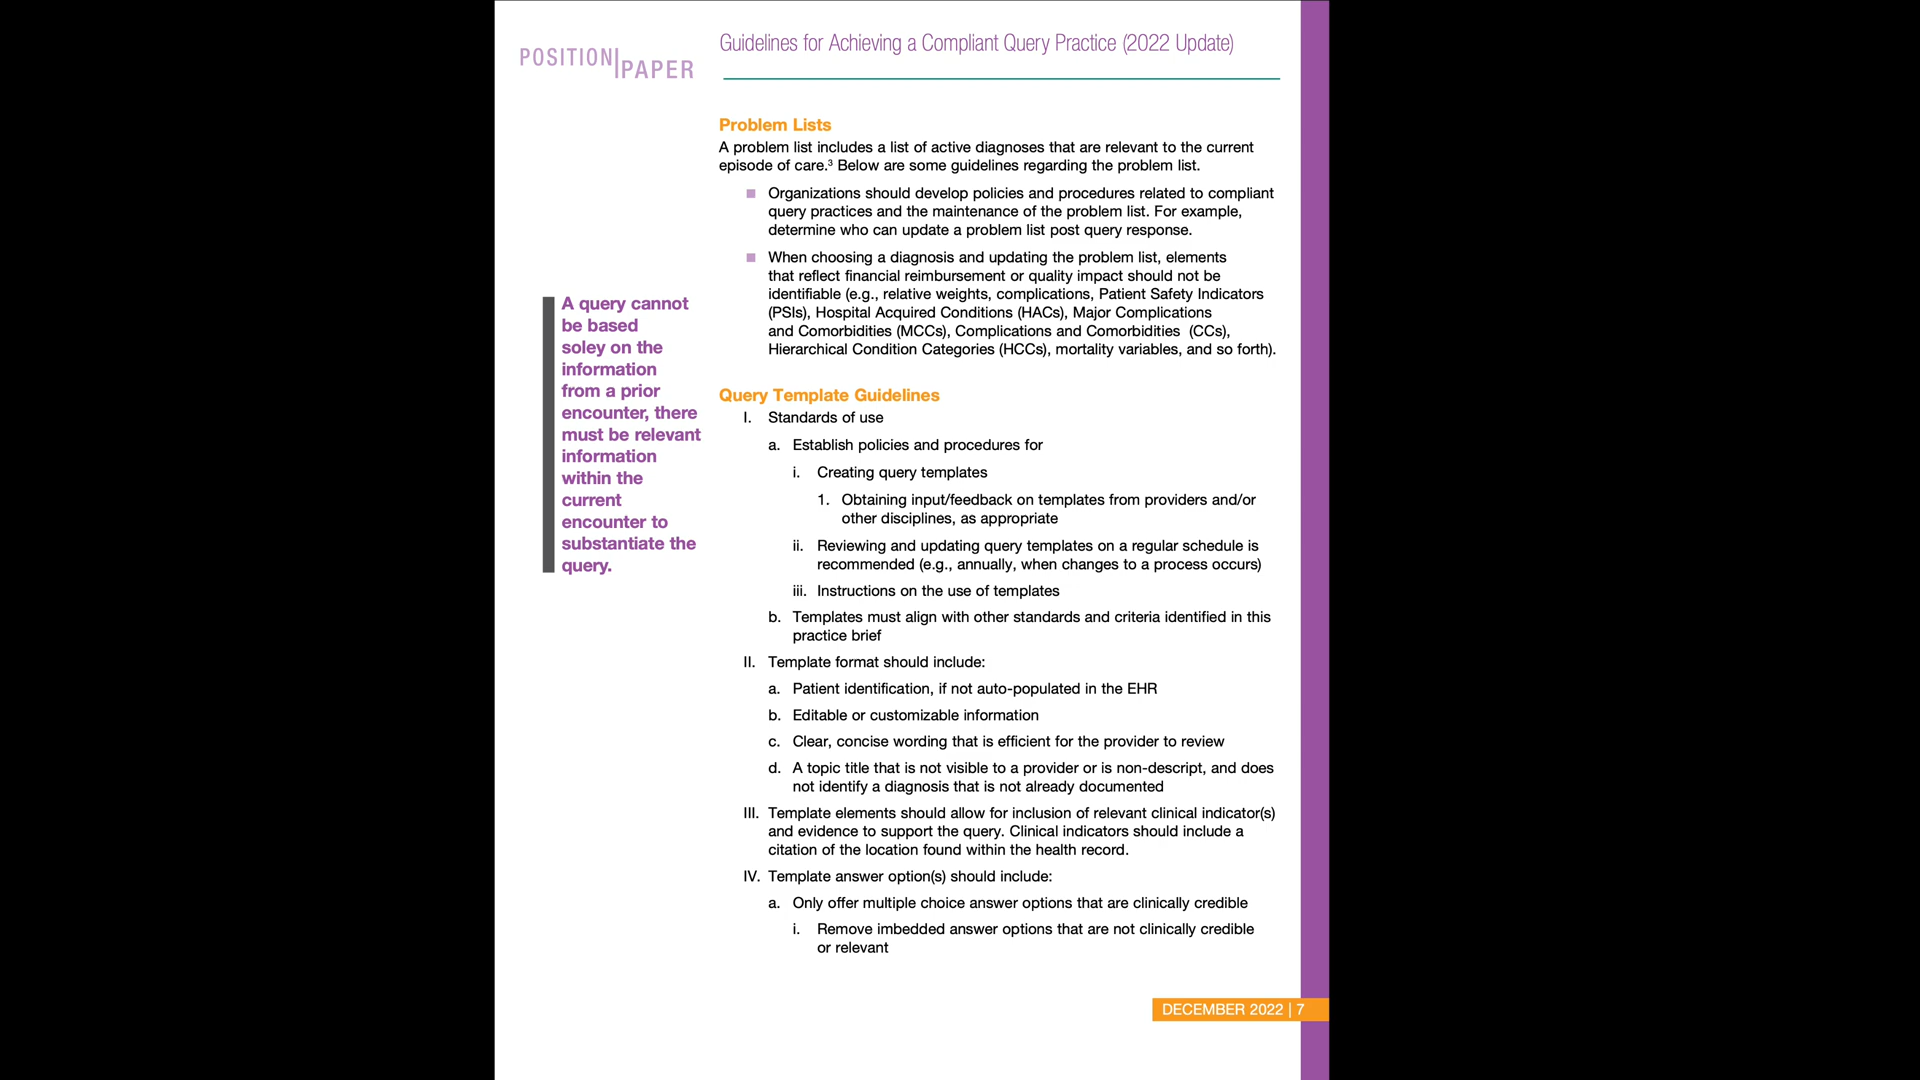 POSITION PAPER
Guidelines for Achieving a Compliant Query Practice (2022 Update)
Problem Lists
A problem list includes a list of active diagnoses that are relevant to the current
episode of care.³ Below are some guidelines regarding the problem list.
■ Organizations should develop policies and procedures related to compliant
query practices and the maintenance of the problem list. For example,
determine who can update a problem list post query response.
■ When choosing a diagnosis and updating the problem list, elements
that reflect financial reimbursement or quality impact should not be
identifiable (e.g., relative weights, complications, Patient Safety Indicators
(PSIs), Hospital Acquired Conditions (HACs), Major Complications
and Comorbidities (MCCs), Complications and Comorbidities (CCs),
Hierarchical Condition Categories (HCCs), mortality variables, and so forth).
A query cannot
be based
soley on the
information
from a prior
encounter, there
must be relevant
information
within the
current
encounter to
substantiate the
query.
Query Template Guidelines
I. Standards of use
a. Establish policies and procedures for
i. Creating query templates
1. Obtaining input/feedback on templates from providers and/or
other disciplines, as appropriate
ii. Reviewing and updating query templates on a regular schedule is
recommended (e.g., annually, when changes to a process occurs)
iii. Instructions on the use of templates
b. Templates must align with other standards and criteria identified in this
practice brief
II. Template format should include:
a. Patient identification, if not auto-populated in the EHR
b. Editable or customizable information
c. Clear, concise wording that is efficient for the provider to review
d. A topic title that is not visible to a provider or is non-descript, and does
not identify a diagnosis that is not already documented
III. Template elements should allow for inclusion of relevant clinical indicator(s)
and evidence to support the query. Clinical indicators should include a
citation of the location found within the health record.
IV. Template answer option(s) should include:
a. Only offer multiple choice answer options that are clinically credible
i. Remove imbedded answer options that are not clinically credible
or relevant
DECEMBER 2022 | 7